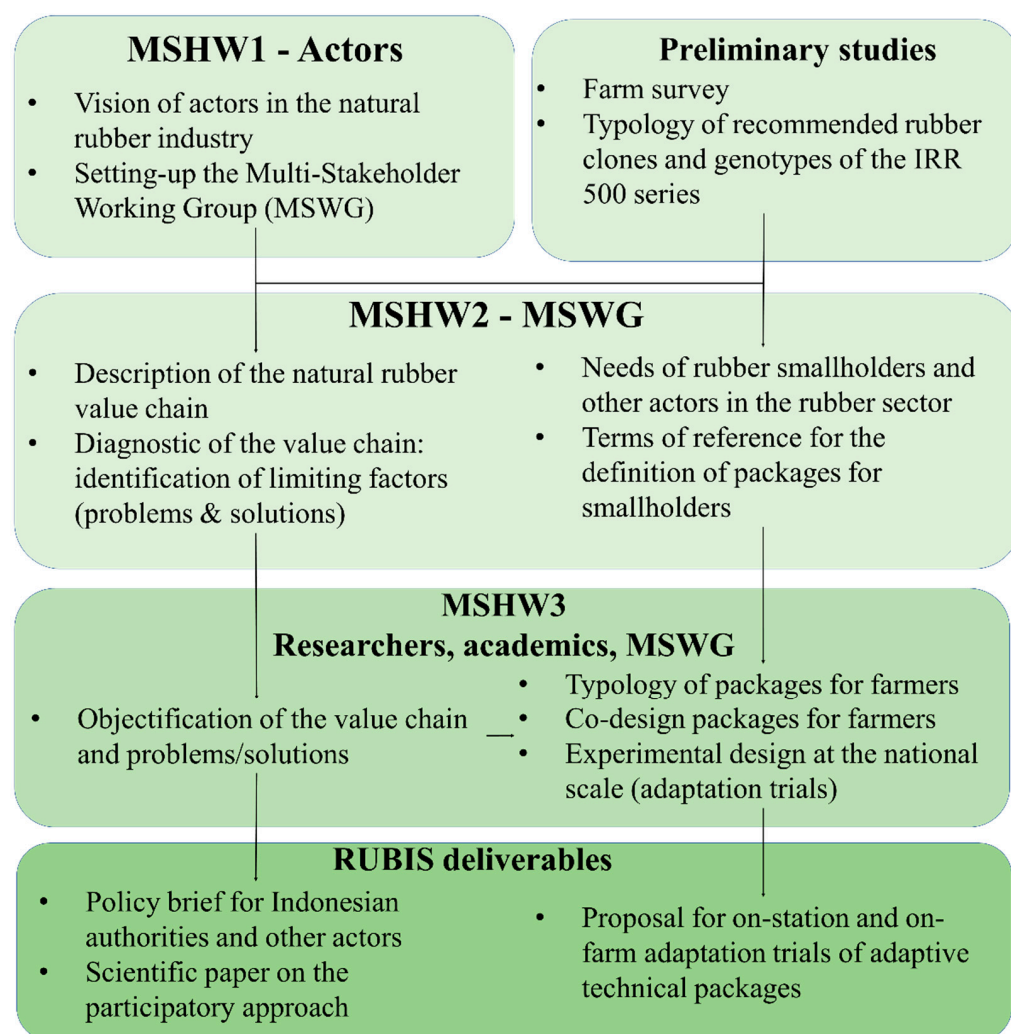 MSHW1 - Actors
• Vision of actors in the natural
rubber industry
• Setting-up the Multi-Stakeholder
Working Group (MSWG)
Preliminary studies
• Farm survey
• Typology of recommended rubber
clones and genotypes of the IRR
500 series
MSHW2 - MSWG
• Description of the natural rubber
value chain
• Diagnostic of the value chain:
identification of limiting factors
(problems & solutions)
• Needs of rubber smallholders and
other actors in the rubber sector
• Terms of reference for the
definition of packages for
smallholders
MSHW3
Researchers, academics, MSWG
• Objectification of the value chain
and problems/solutions
• Typology of packages for farmers
• Co-design packages for farmers
• Experimental design at the national
scale (adaptation trials)
RUBIS deliverables
• Policy brief for Indonesian
authorities and other actors
• Scientific paper on the
participatory approach
• Proposal for on-station and on-
farm adaptation trials of adaptive
technical packages